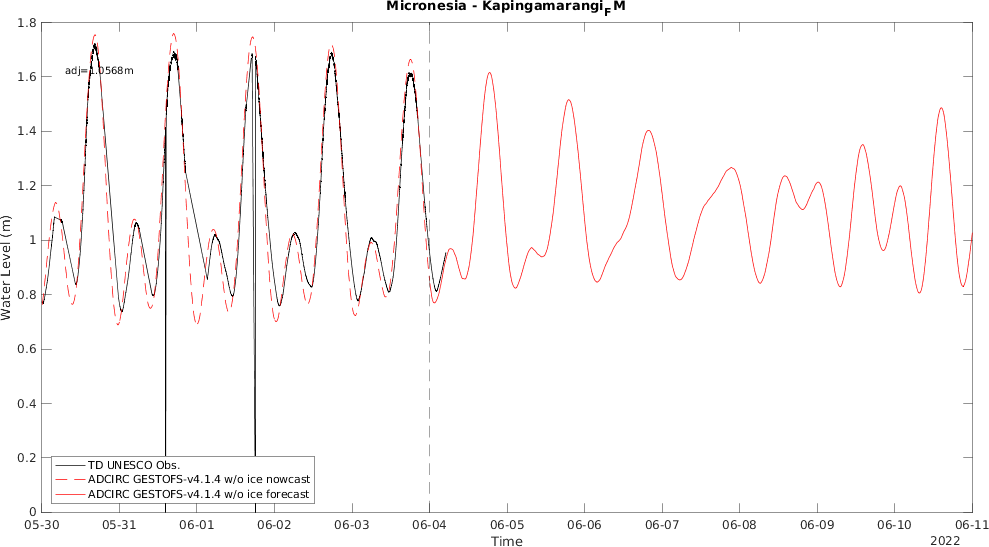 Micronesia - KapingamarangiFM
1.8
1.6
1.4
1.2
1
0.8
0.6
0.4
0.2
0
Water Level (m)
adj=1.0568m
TD UNESCO Obs.
ADCIRC GESTOFS-v4.1.4 w/o ice nowcast
ADCIRC GESTOFS-v4.1.4 w/o ice forecast
05-30 05-31 06-01 06-02 06-03 06-04 06-05 06-06 06-07 06-08 06-09 06-10 06-11
Time
2022